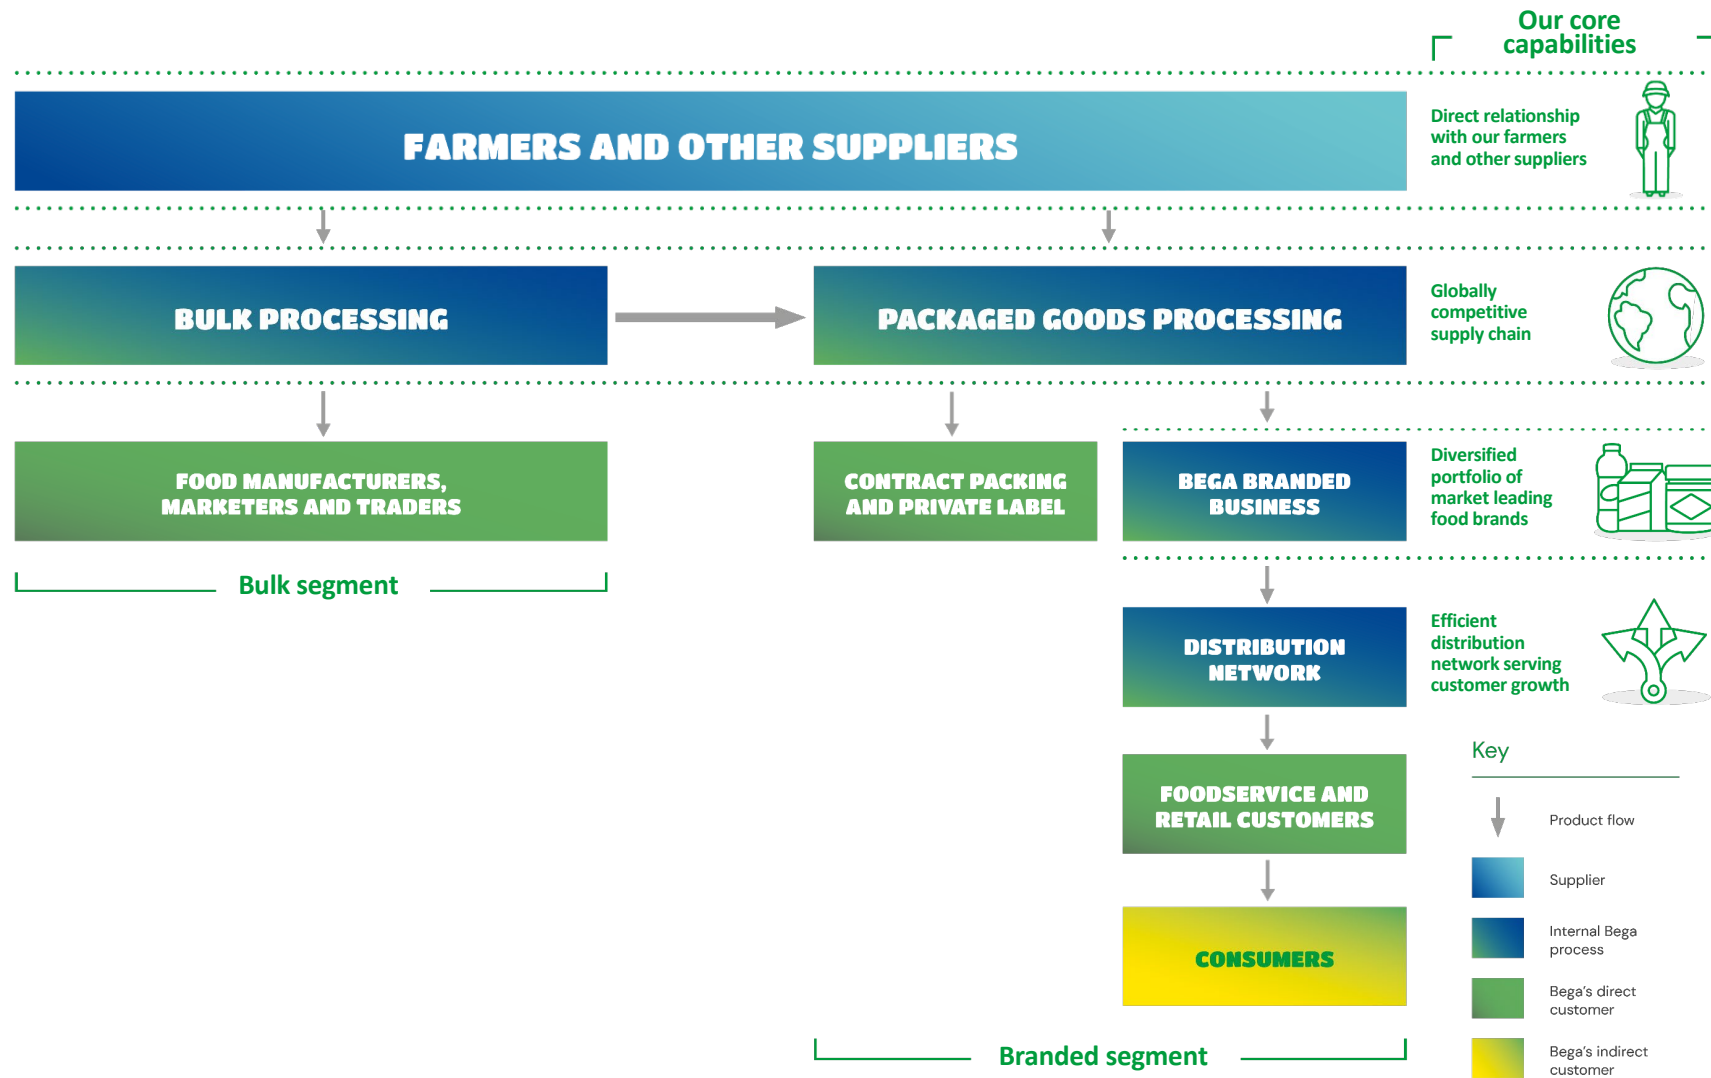 Our core
capabilities
FARMERS AND OTHER SUPPLIERS
Direct relationship
with our farmers
and other suppliers
BULK PROCESSING
PACKAGED GOODS PROCESSING
Globally
competitive
supply chain
FOOD MANUFACTURERS,
MARKETERS AND TRADERS
CONTRACT PACKING
AND PRIVATE LABEL
BEGA BRANDED
BUSINESS
Diversified
portfolio of
market leading
food brands
Bulk segment
DISTRIBUTION
NETWORK
Efficient
distribution
network serving
customer growth
FOODSERVICE AND
RETAIL CUSTOMERS
CONSUMERS
Branded segment
Key
Product flow
Supplier
Internal Bega
process
Bega's direct
customer
Bega's indirect
customer